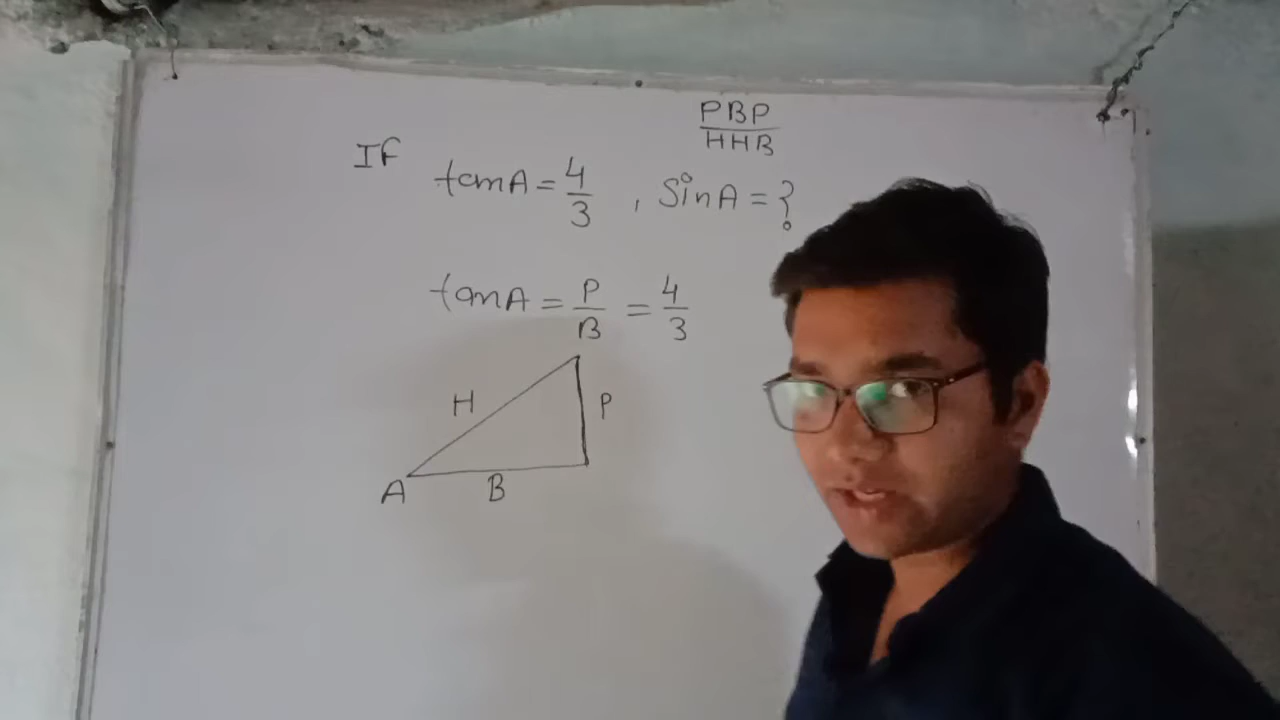 PBP
HHB
If tanA = 4/3 , SinA = ?
tanA = P/B = 4/3
H P
A B